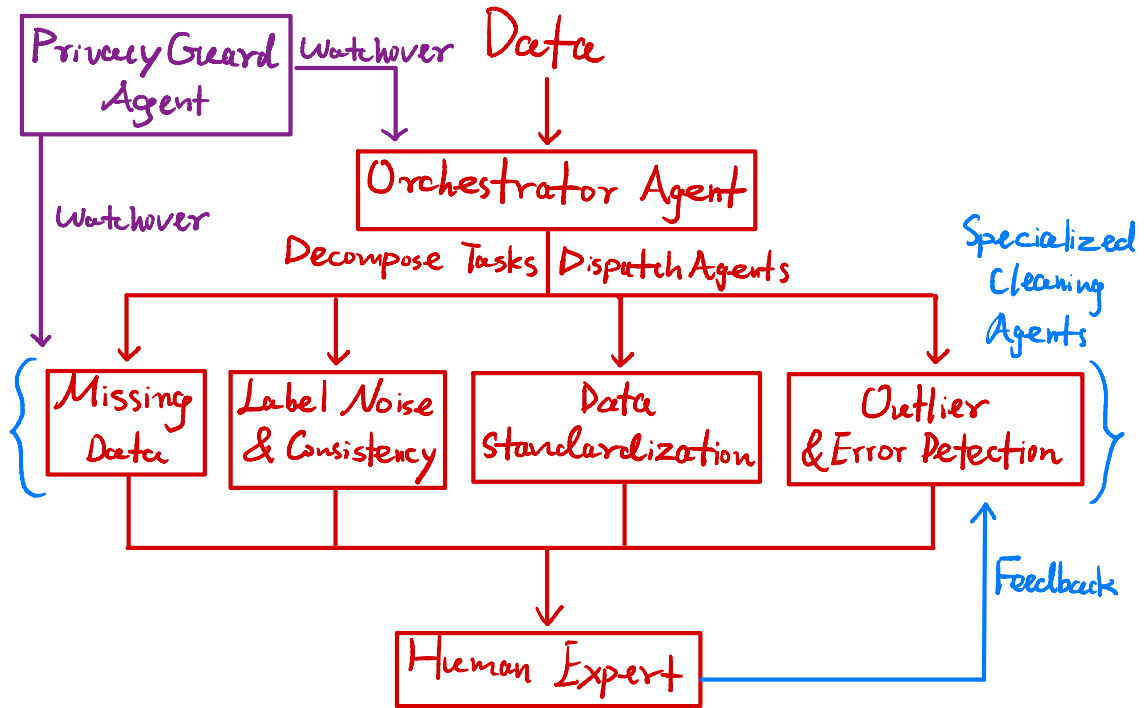 Privacy Guard
Agent
Watchover
Data
Orchestrator Agent
Watchover
Decompose Tasks
Dispatch Agents
Specialized
Cleaning
Agents
Missing
Data
Label Noise
& Consistency
Data
Standardization
Outlier
& Error Detection
Feedback
Human Expert